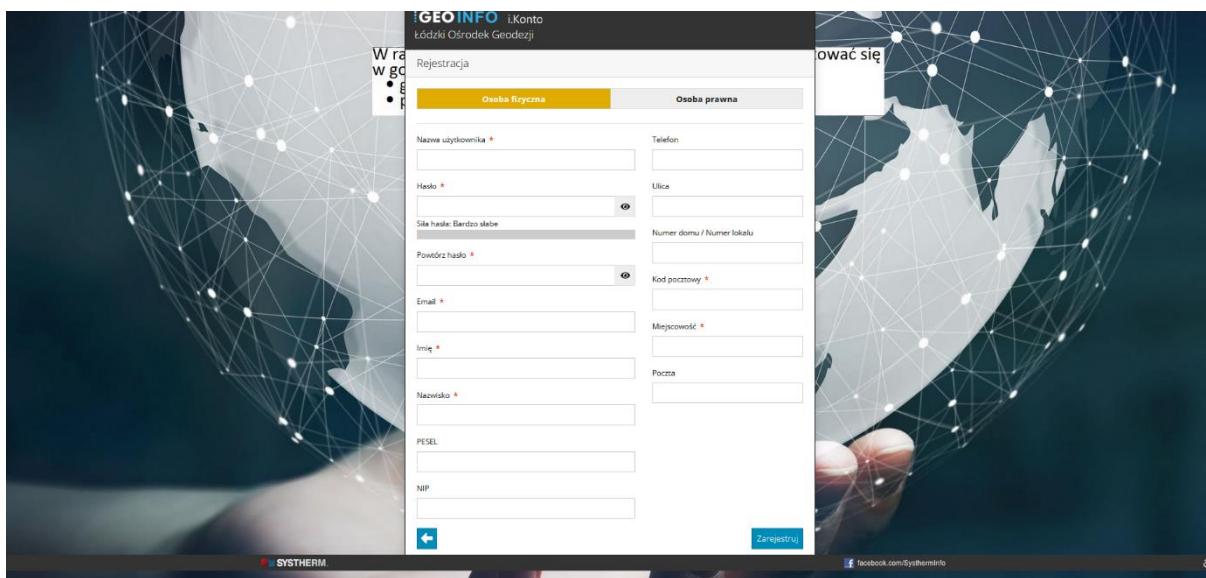 GEOINFO i.Konto
Łódzki Ośrodek Geodezji
W ra
ować się
w go
Rejestracja
Osoba fizyczna
Osoba prawna
Nazwa użytkownika *
Telefon
Hasło *
Ulica
Siła hasła: Bardzo słabe
Numer domu / Numer lokalu
Powtórz hasło *
Kod pocztowy *
Email *
Miejscowość *
Imię *
Poczta
Nazwisko *
PESEL
NIP
Zarejestruj
SYSTHERM
facebook.com/SysthermInfo